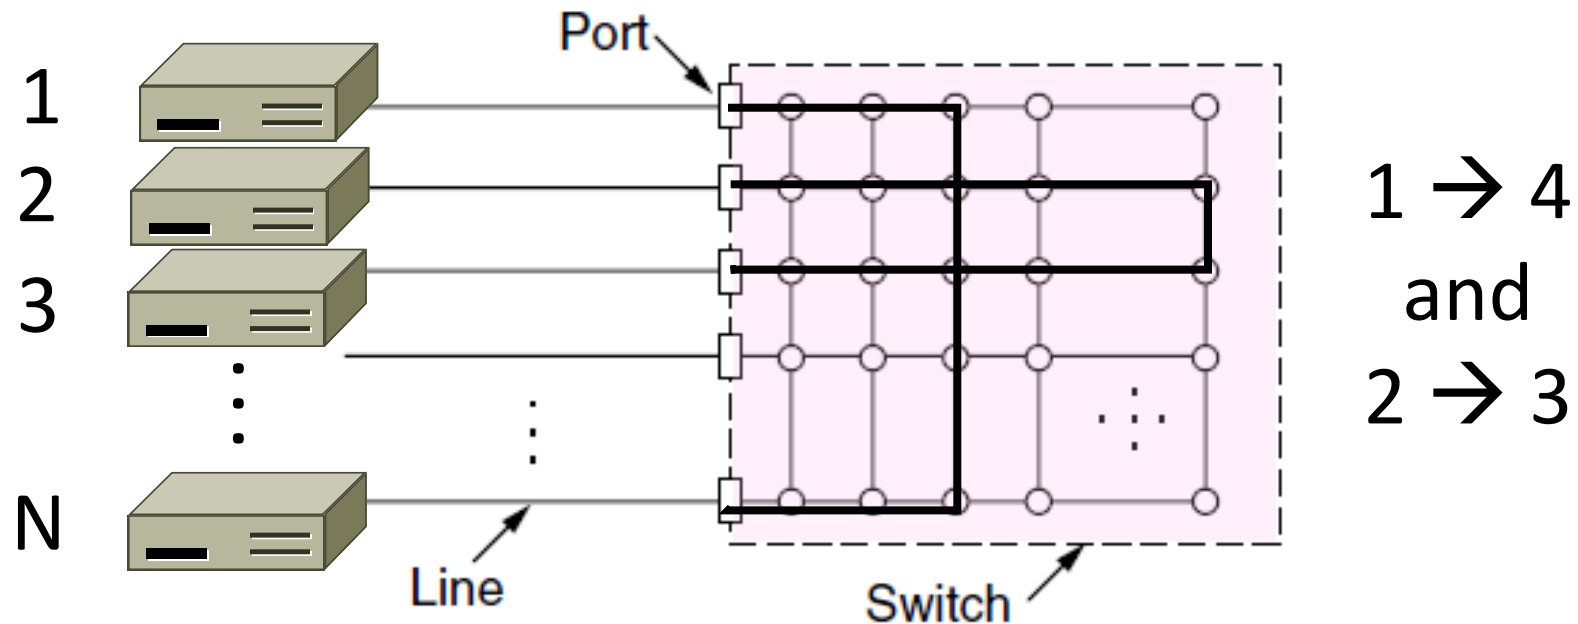 Port
1
2
3
N
Line
Switch
1 → 4
and
2 → 3